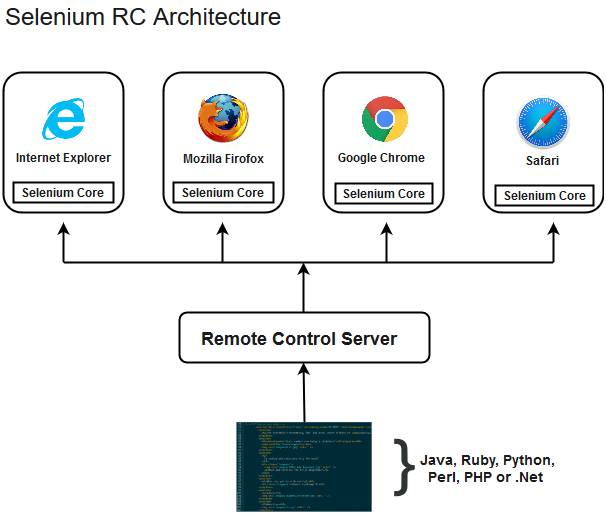 Selenium RC Architecture
Internet Explorer
Mozilla Firofox
Google Chrome
Safari
Selenium Core
Selenium Core
Selenium Core
Selenium Core
Remote Control Server
Java, Ruby, Python,
Perl, PHP or .Net